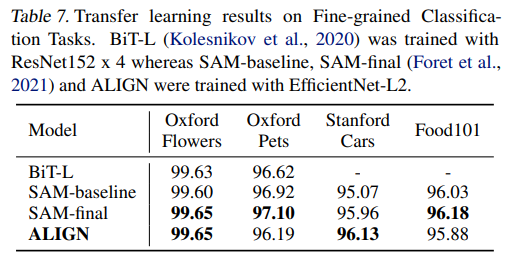 Table 7. Transfer learning results on Fine-grained Classifica-
tion Tasks. BiT-L (Kolesnikov et al., 2020) was trained with
ResNet152 x 4 whereas SAM-baseline, SAM-final (Foret et al.,
2021) and ALIGN were trained with EfficientNet-L2.
Model Oxford Flowers Oxford Pets Stanford Cars Food101
BiT-L 99.63 96.62 - -
SAM-baseline 99.60 96.92 95.07 96.03
SAM-final 99.65 97.10 95.96 96.18
ALIGN 99.65 96.19 96.13 95.88